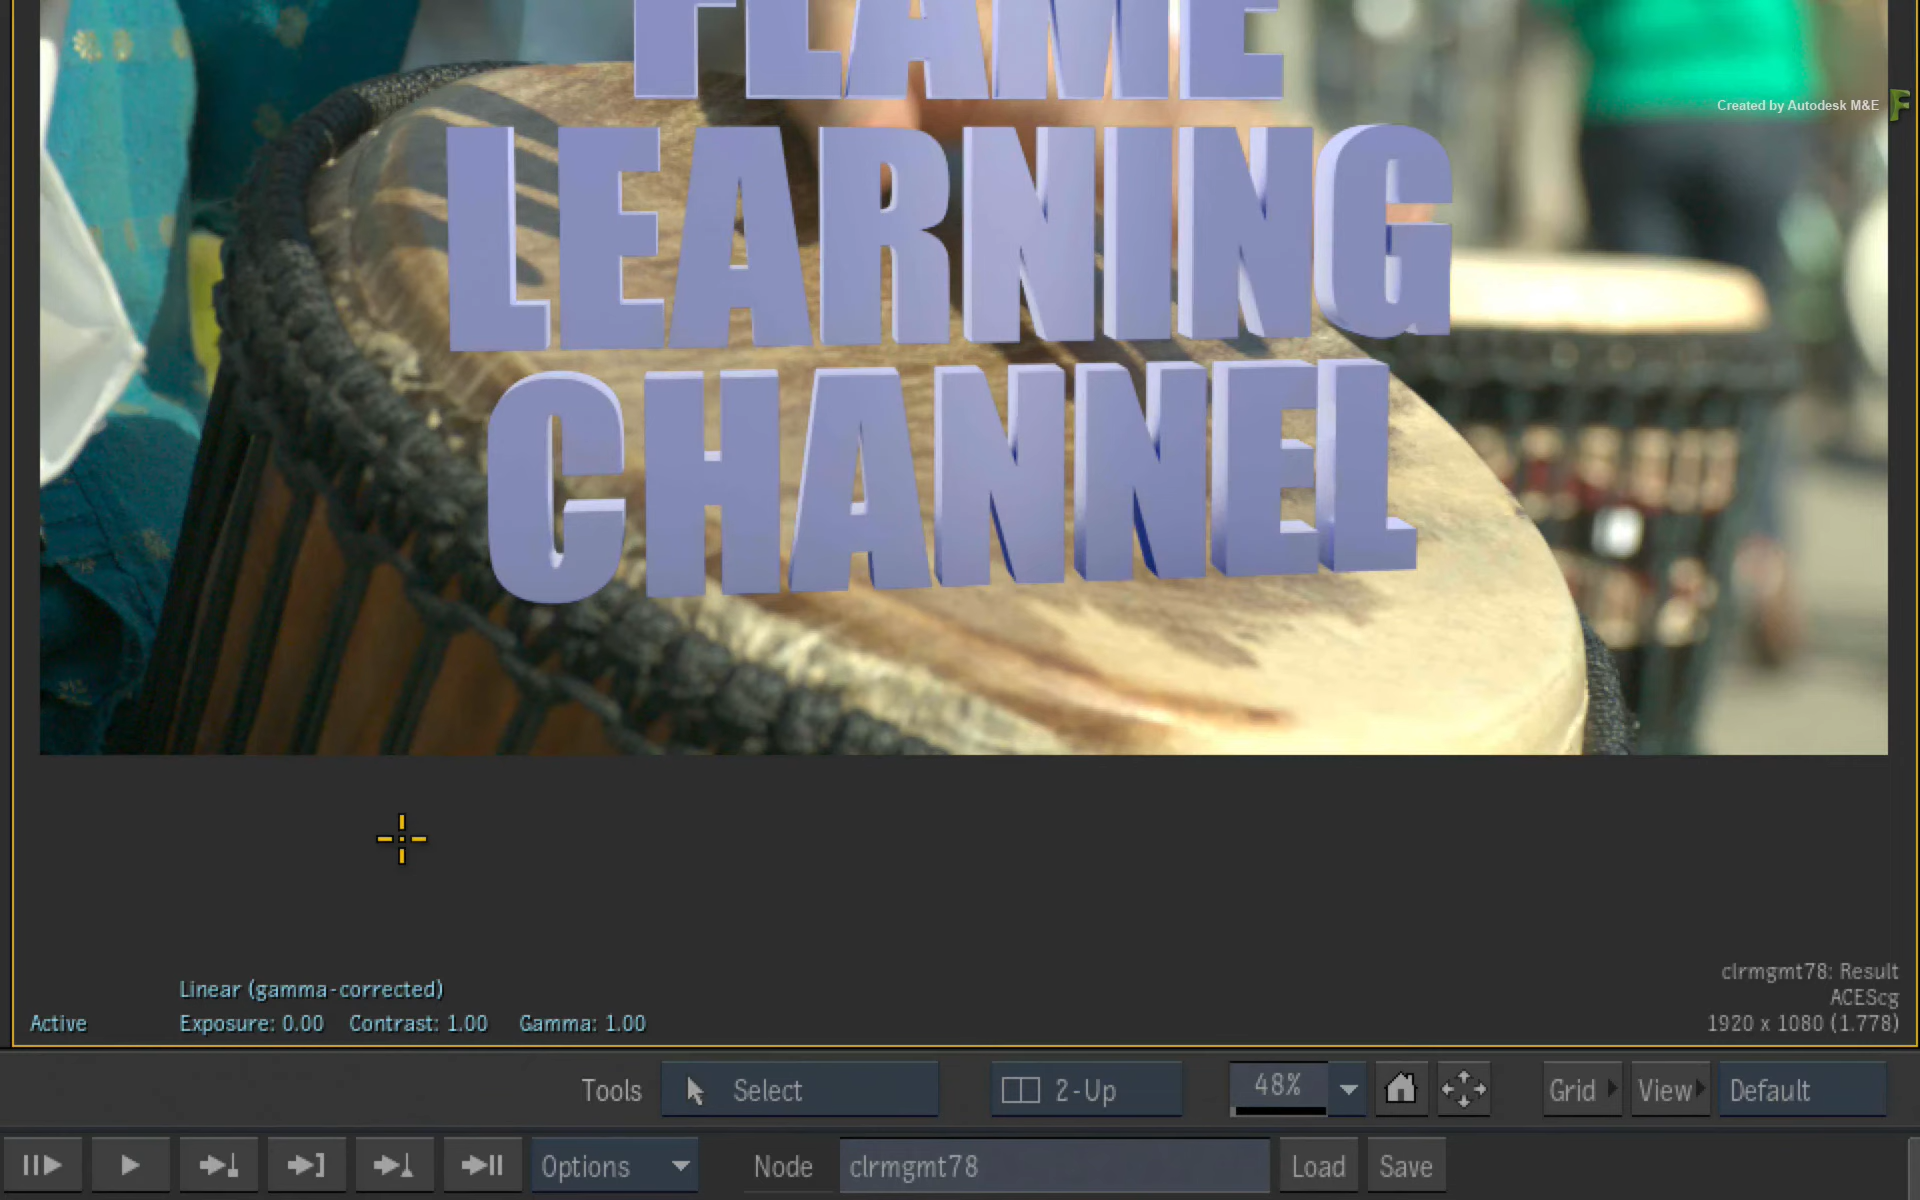 FLAME
Created by Autodesk M&E
LEARNING
CHANNEL
Linear (gamma-corrected)
clrmgmt78: Result
ACEScg
Active Exposure: 0.00 Contrast: 1.00 Gamma: 1.00
1920 x 1080 (1.778)
Tools Select 2-Up 48% Grid View Default
Options Node clrmgmt78 Load Save